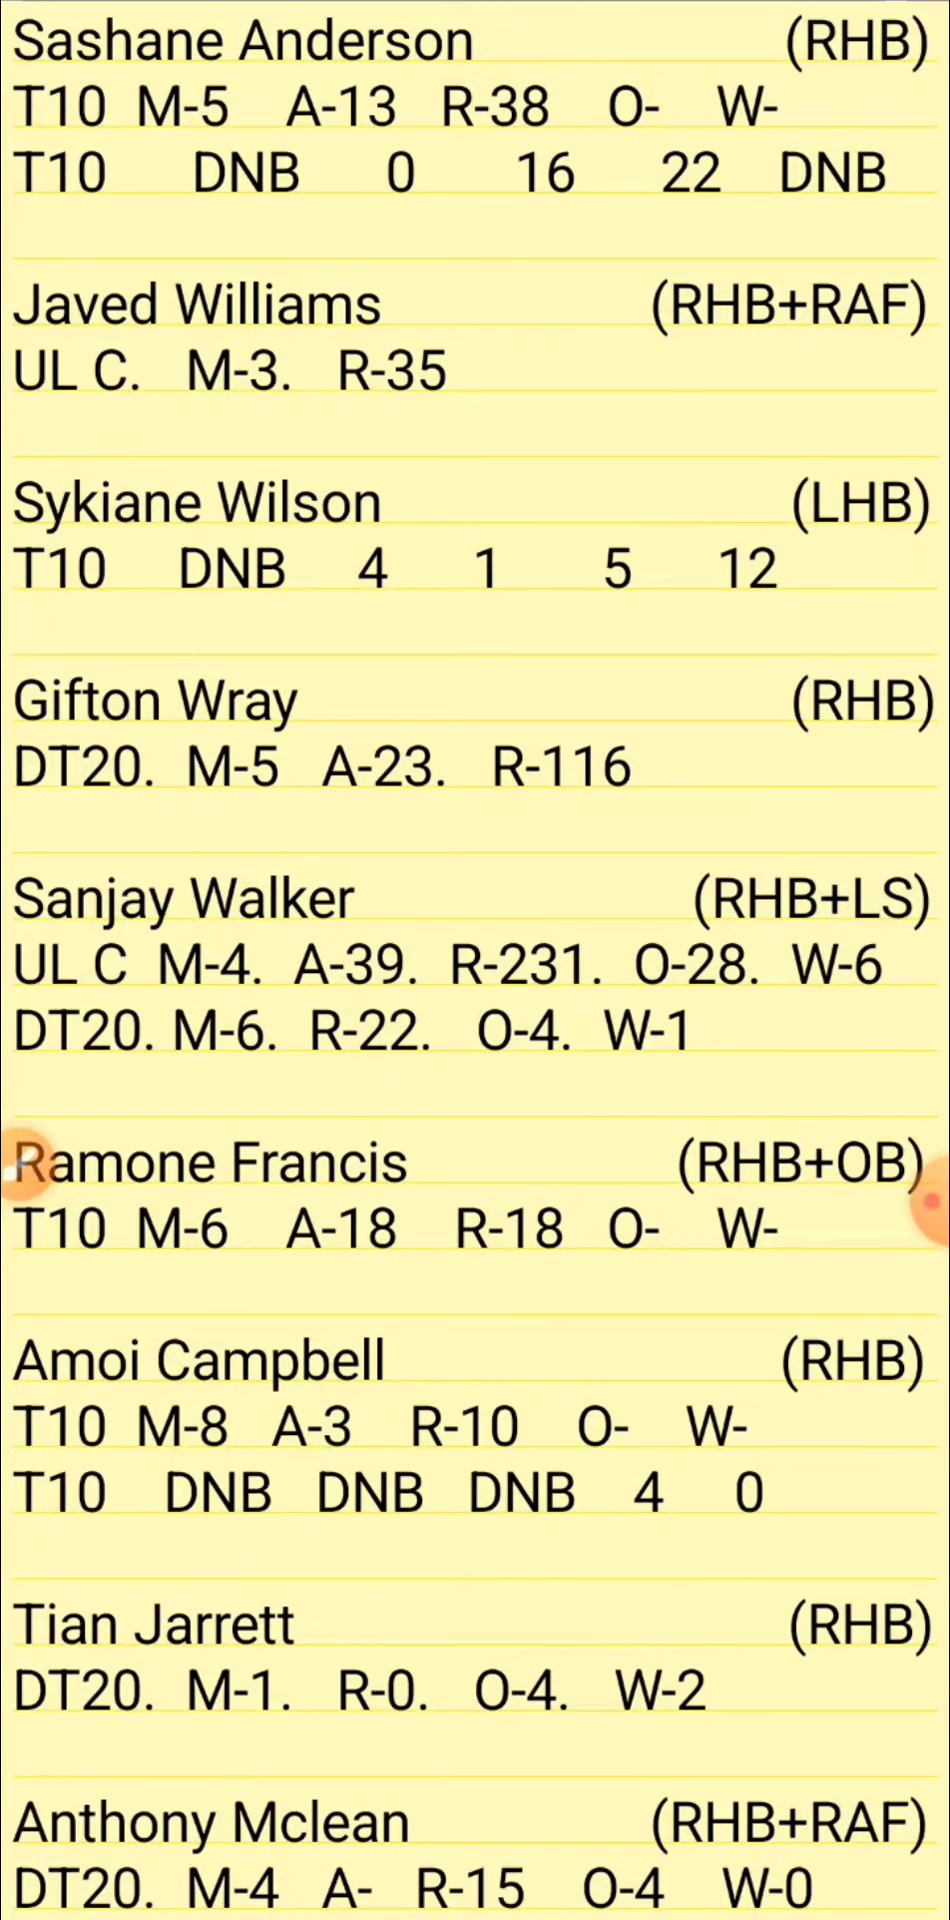 Sashane Anderson (RHB)
T10 M-5 A-13 R-38 O- W-
T10 DNB 0 16 22 DNB
Javed Williams (RHB+RAF)
UL C. M-3. R-35
Sykiane Wilson (LHB)
T10 DNB 4 1 5 12
Gifton Wray (RHB)
DT20. M-5 A-23. R-116
Sanjay Walker (RHB+LS)
UL C M-4. A-39. R-231. O-28. W-6
DT20. M-6. R-22. O-4. W-1
Ramone Francis (RHB+OB)
T10 M-6 A-18 R-18 O- W-
Amoi Campbell (RHB)
T10 M-8 A-3 R-10 O- W-
T10 DNB DNB DNB 4 0
Tian Jarrett (RHB)
DT20. M-1. R-0. O-4. W-2
Anthony Mclean (RHB+RAF)
DT20. M-4 A- R-15 O-4 W-0